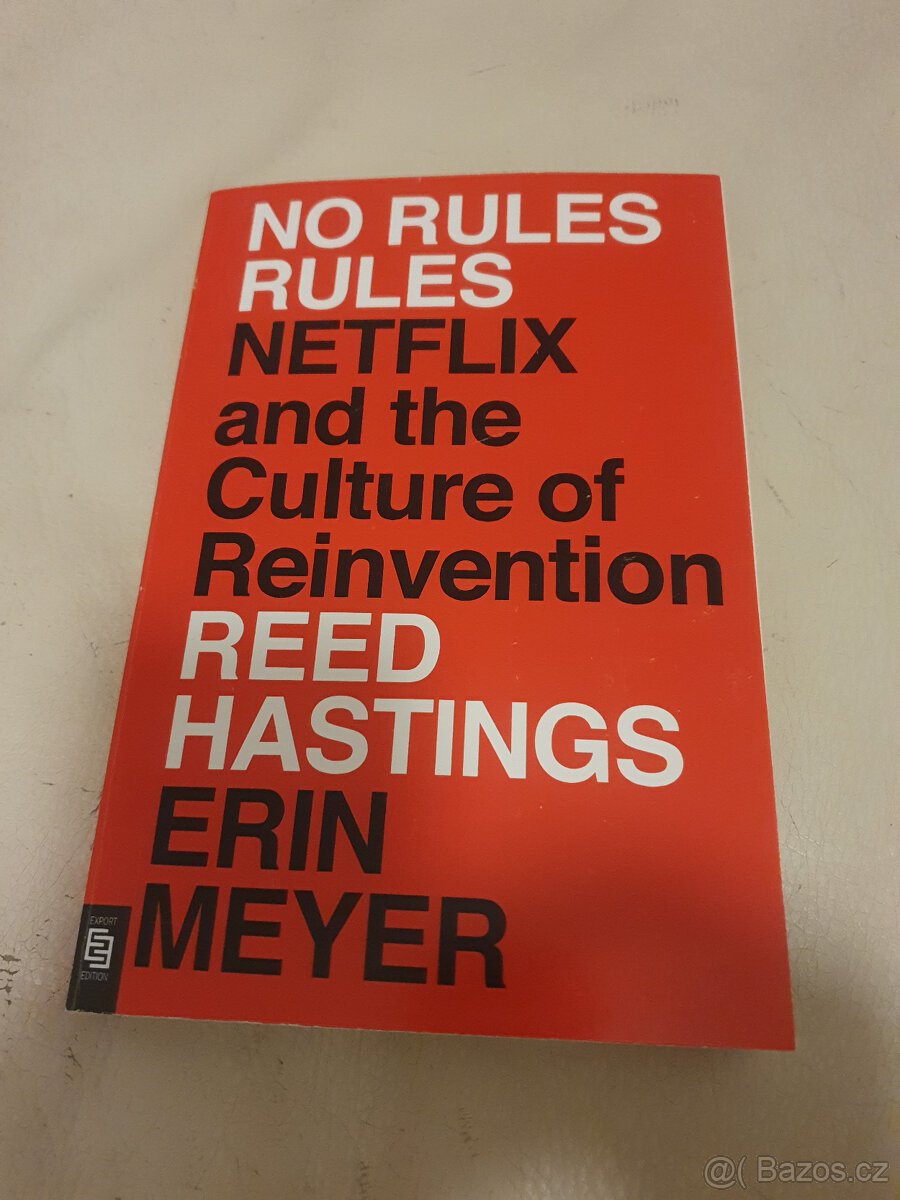 NO RULES
RULES
NETFLIX
and the
Culture of
Reinvention
REED
HASTINGS
ERIN
MEYER
EXPORT
EDITION
@( Bazos.cz